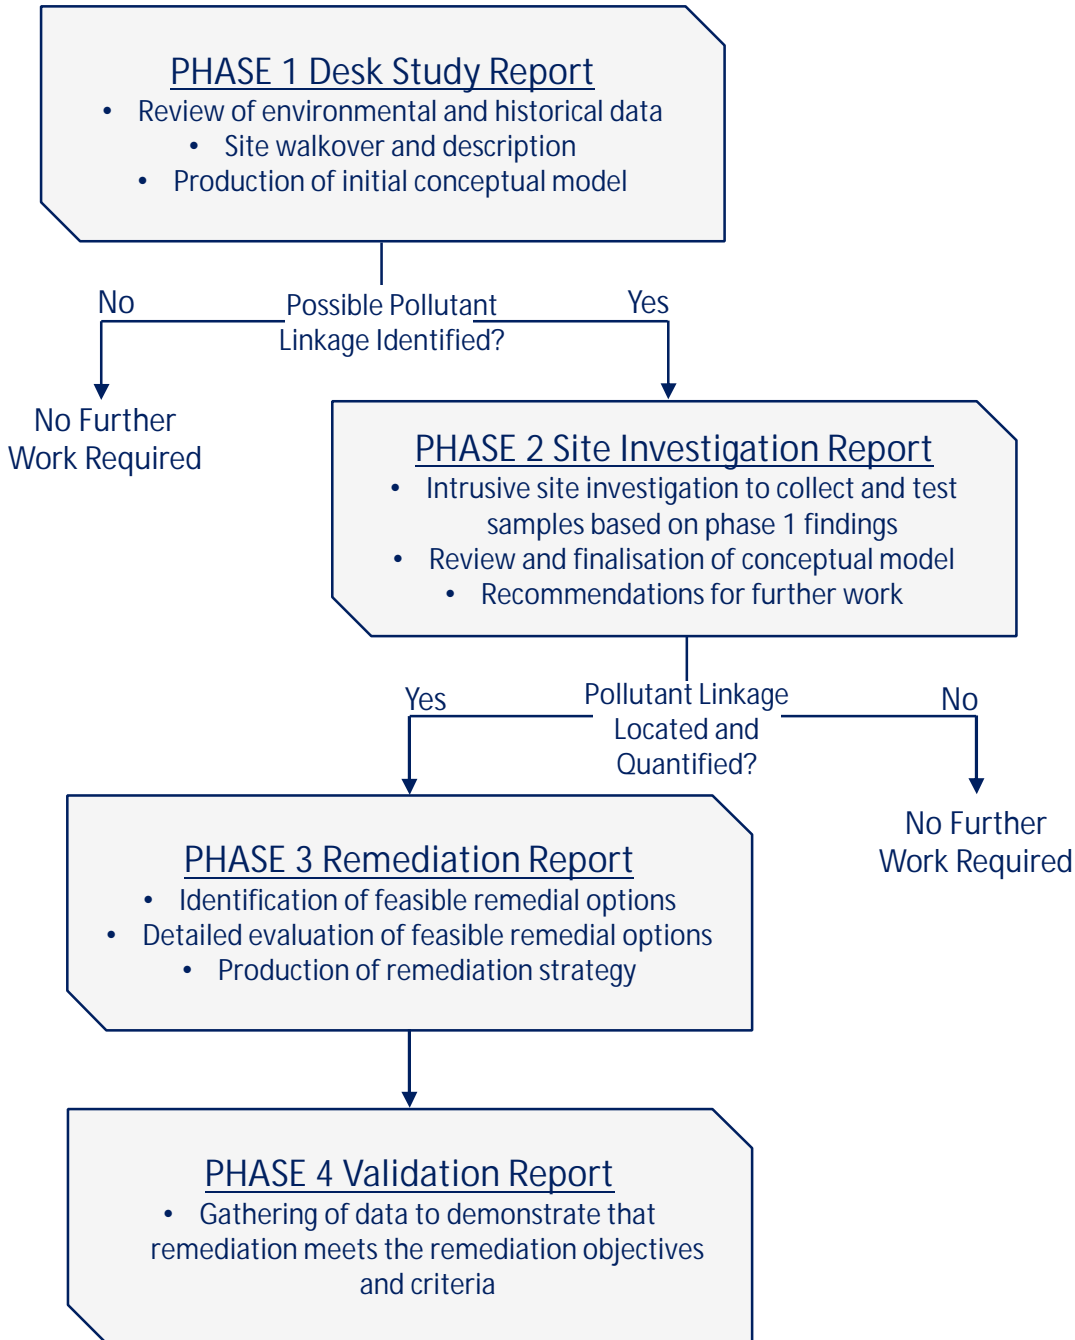 PHASE 1 Desk Study Report
• Review of environmental and historical data
• Site walkover and description
• Production of initial conceptual model
No
Possible Pollutant
Linkage Identified?
Yes
No Further
Work Required
PHASE 2 Site Investigation Report
• Intrusive site investigation to collect and test
samples based on phase 1 findings
• Review and finalisation of conceptual model
• Recommendations for further work
Yes
Pollutant Linkage
Located and
Quantified?
No
No Further
Work Required
PHASE 3 Remediation Report
• Identification of feasible remedial options
• Detailed evaluation of feasible remedial options
• Production of remediation strategy
PHASE 4 Validation Report
• Gathering of data to demonstrate that
remediation meets the remediation objectives
and criteria